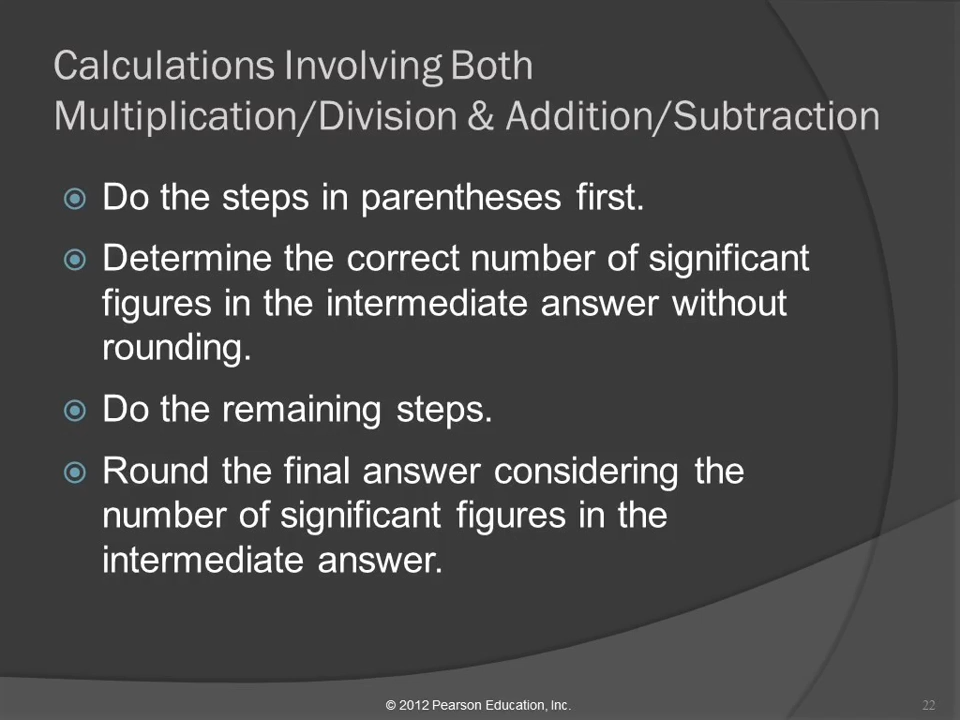 Calculations Involving Both
Multiplication/Division & Addition/Subtraction
Do the steps in parentheses first.
Determine the correct number of significant
figures in the intermediate answer without
rounding.
Do the remaining steps.
Round the final answer considering the
number of significant figures in the
intermediate answer.
© 2012 Pearson Education, Inc.
22